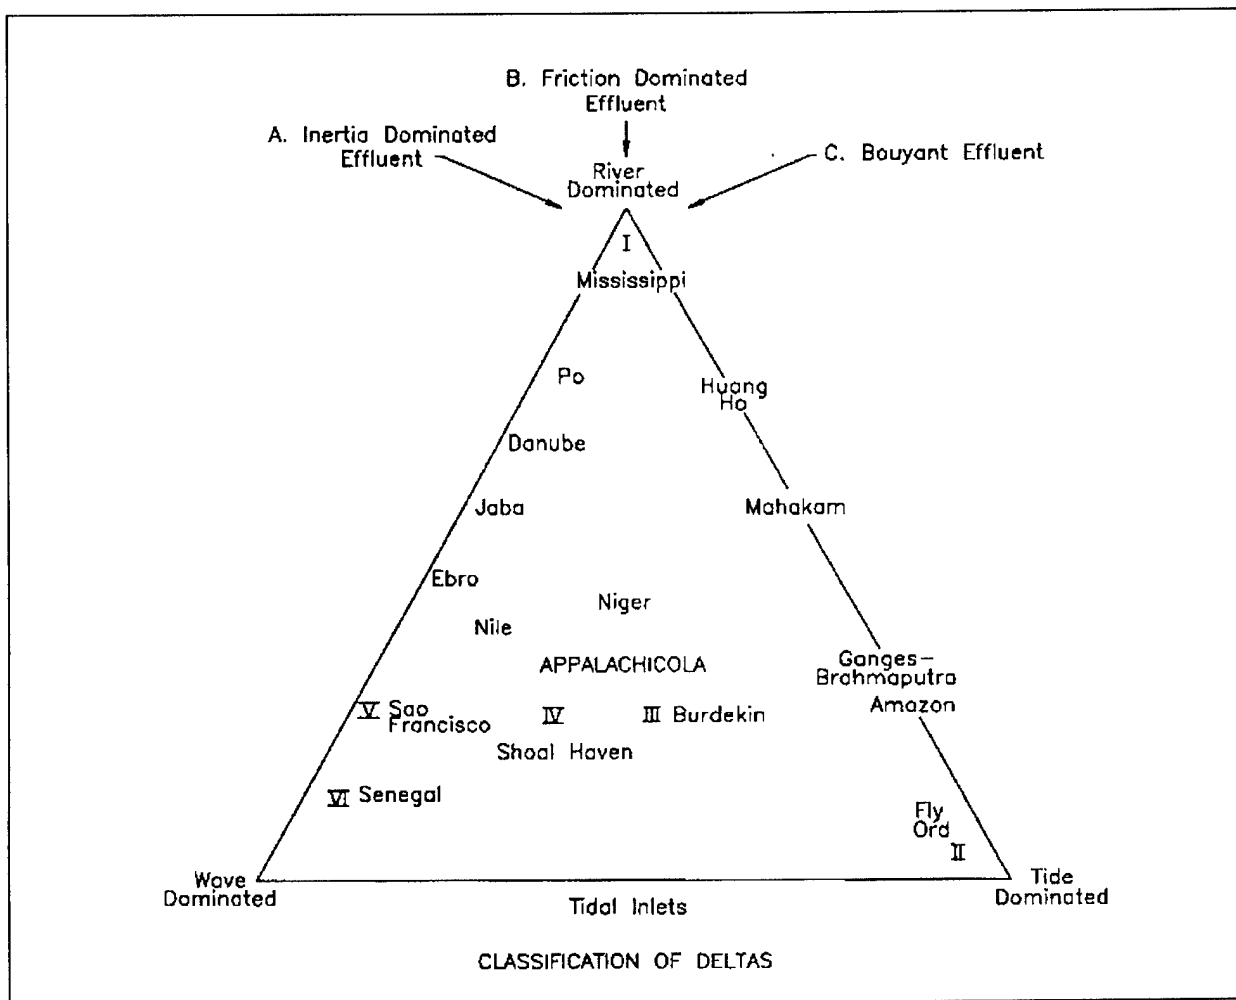 B. Friction Dominated
Effluent
A. Inertia Dominated
Effluent
C. Bouyant Effluent
River
Dominated
I
Mississippi
Po
Huang
Ho
Danube
Jaba
Mahakam
Ebro
Niger
Nile
APPALACHICOLA
Ganges-
Brahmaputra
Amazon
V Sao
Francisco
IV
III Burdekin
Shoal Haven
VI Senegal
Fly
Ord
II
Wave
Dominated
Tidal Inlets
Tide
Dominated
CLASSIFICATION OF DELTAS